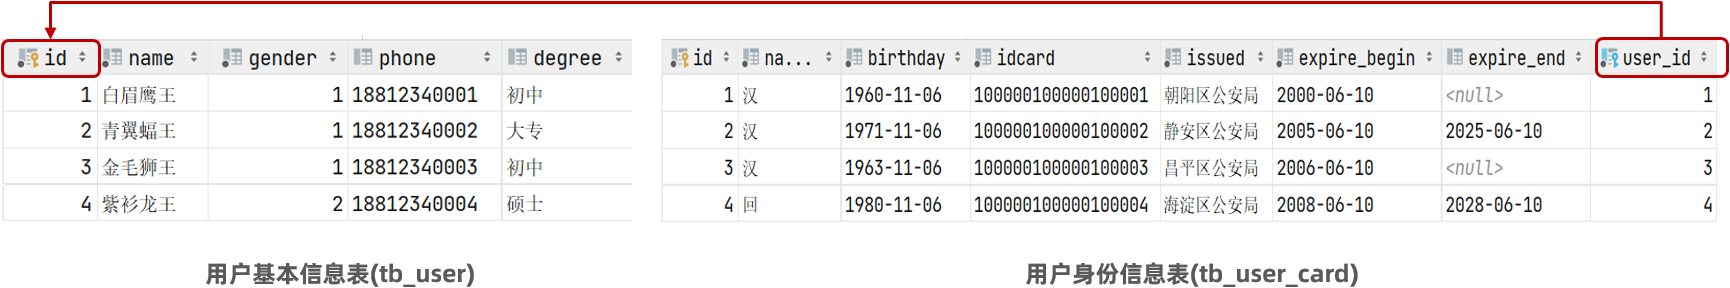 id name gender phone degree
1 白眉鹰王 1 18812340001 初中
2 青翼蝠王 1 18812340002 大专
3 金毛狮王 1 18812340003 初中
4 紫衫龙王 2 18812340004 硕士
用户基本信息表(tb_user)
id na... birthday idcard issued expire_begin expire_end user_id
1 汉 1960-11-06 100000100000100001 朝阳区公安局 2000-06-10 <null> 1
2 汉 1971-11-06 100000100000100002 静安区公安局 2005-06-10 2025-06-10 2
3 汉 1963-11-06 100000100000100003 昌平区公安局 2006-06-10 <null> 3
4 回 1980-11-06 100000100000100004 海淀区公安局 2008-06-10 2028-06-10 4
用户身份信息表(tb_user_card)